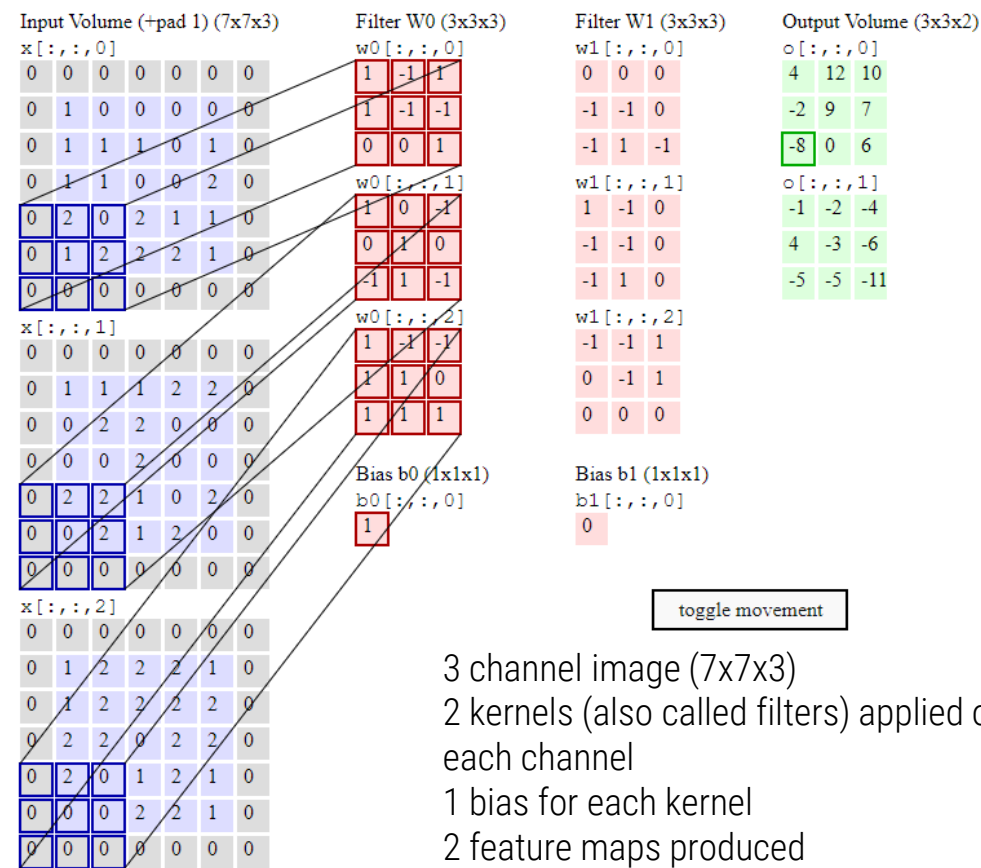 Input Volume (+pad 1) (7x7x3)
x[:,:,0]
0 0 0 0 0 0 0
0 1 0 0 0 0 0
0 1 1 1 0 1 0
0 1 1 0 0 2 0
0 2 0 2 1 1 0
0 1 2 2 2 1 0
0 0 0 0 0 0 0
x[:,:,1]
0 0 0 0 0 0 0
0 1 1 1 2 2 0
0 0 2 2 0 0 0
0 0 0 2 0 0 0
0 2 2 1 0 2 0
0 0 2 1 2 0 0
0 0 0 0 0 0 0
x[:,:,2]
0 0 0 0 0 0 0
0 1 2 2 2 1 0
0 1 2 2 2 2 0
0 2 2 0 2 2 0
0 2 0 1 2 1 0
0 0 0 2 2 1 0
0 0 0 0 0 0 0
Filter W0 (3x3x3)
w0[:,:,0]
1 -1 1
1 -1 -1
0 0 1
w0[:,:,1]
1 0 -1
0 1 0
-1 1 -1
w0[:,:,2]
1 -1 -1
1 1 0
1 1 1
Bias b0 (1x1x1)
b0[:,:,0]
1
Filter W1 (3x3x3)
w1[:,:,0]
0 0 0
-1 -1 0
-1 1 -1
w1[:,:,1]
1 -1 0
-1 -1 0
-1 1 0
w1[:,:,2]
-1 -1 1
0 -1 1
0 0 0
Bias b1 (1x1x1)
b1[:,:,0]
0
Output Volume (3x3x2)
o[:,:,0]
4 12 10
-2 9 7
-8 0 6
o[:,:,1]
-1 -2 -4
4 -3 -6
-5 -5 -11
toggle movement
3 channel image (7x7x3)
2 kernels (also called filters) applied o
each channel
1 bias for each kernel
2 feature maps produced